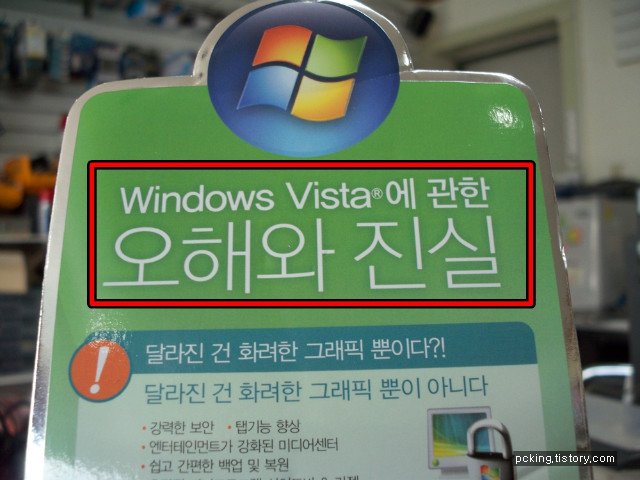 Windows Vista®에 관한
오해와 진실
달라진 건 화려한 그래픽 뿐이다?!
달라진 건 화려한 그래픽 뿐이 아니다
• 강력한 보안 • 탭기능 향상
• 엔터테인먼트가 강화된 미디어센터
• 쉽고 간편한 백업 및 복원
pcking.tistory.com